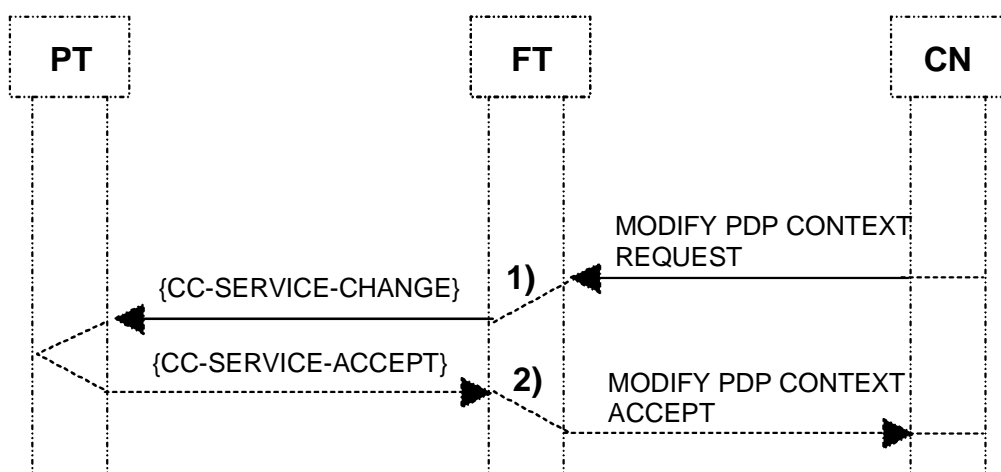 PT
FT
CN
MODIFY PDP CONTEXT
REQUEST
1)
{CC-SERVICE-CHANGE}
{CC-SERVICE-ACCEPT}
2)
MODIFY PDP CONTEXT
ACCEPT